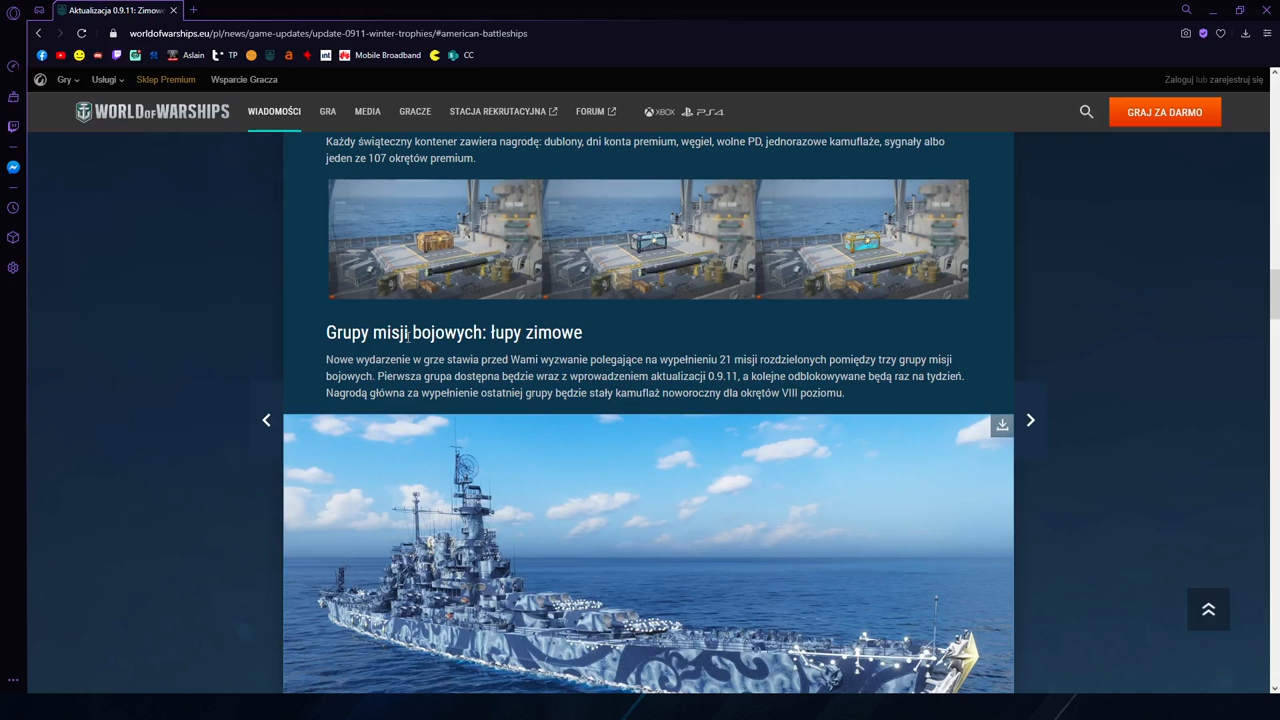 Aktualizacja 0.9.11: Zimow
worldofwarships.eu/pl/news/game-updates/update-0911-winter-trophies/#american-battleships
Aslain
TP
int
Mobile Broadband
CC
Gry
Usługi
Sklep Premium
Wsparcie Gracza
Zaloguj lub zarejestruj się
WORLD OF WARSHIPS
WIADOMOŚCI
GRA
MEDIA
GRACZE
STACJA REKRUTACYJNA
FORUM
XBOX
PS4
GRAJ ZA DARMO
Każdy świąteczny kontener zawiera nagrodę: dublony, dni konta premium, węgiel, wolne PD, jednorazowe kamuflaże, sygnały albo
jeden ze 107 okrętów premium.
Grupy misji bojowych: łupy zimowe
Nowe wydarzenie w grze stawia przed Wami wyzwanie polegające na wypełnieniu 21 misji rozdzielonych pomiędzy trzy grupy misji
bojowych. Pierwsza grupa dostępna będzie wraz z wprowadzeniem aktualizacji 0.9.11, a kolejne odblokowywane będą raz na tydzień.
Nagrodą główna za wypełnienie ostatniej grupy będzie stały kamuflaż noworoczny dla okrętów VIII poziomu.